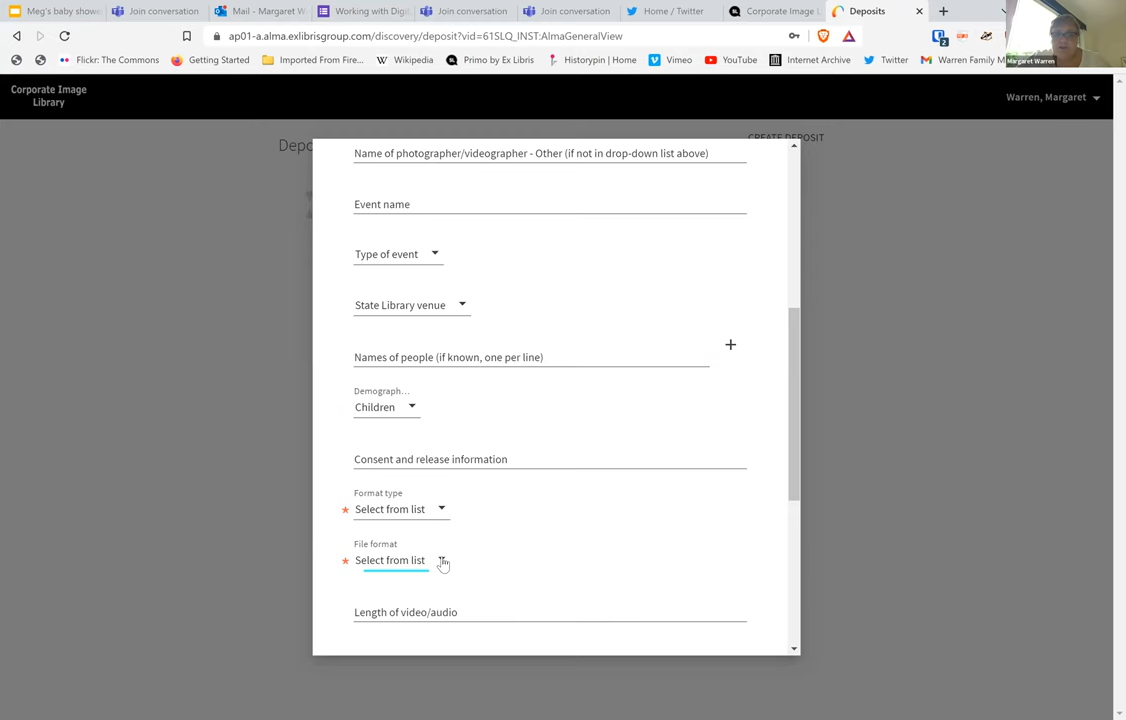 Meg's baby showe
Join conversation
Mail - Margaret W
Working with Digi
Join conversation
Join conversation
Home / Twitter
Corporate Image L
Deposits
ap01-a.alma.exlibrisgroup.com/discovery/deposit?vid=61SLQ_INST:AlmaGeneralView
2
Flickr: The Commons
Getting Started
Imported From Fire...
Wikipedia
Primo by Ex Libris
Historypin | Home
Vimeo
YouTube
Internet Archive
Twitter
Warren Family M
Margaret Warren
Corporate Image
Library
Warren, Margaret
CREATE DEPOSIT
Depo
Name of photographer/videographer - Other (if not in drop-down list above)
Event name
Type of event
State Library venue
Names of people (if known, one per line)
Demograph...
Children
Consent and release information
Format type
* Select from list
File format
* Select from list
Length of video/audio